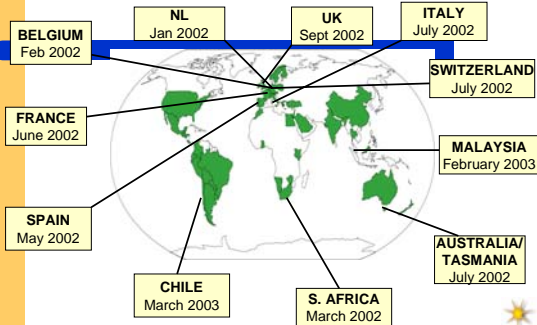 NL
Jan 2002
UK
Sept 2002
ITALY
July 2002
BELGIUM
Feb 2002
SWITZERLAND
July 2002
FRANCE
June 2002
MALAYSIA
February 2003
SPAIN
May 2002
AUSTRALIA/
TASMANIA
July 2002
CHILE
March 2003
S. AFRICA
March 2002